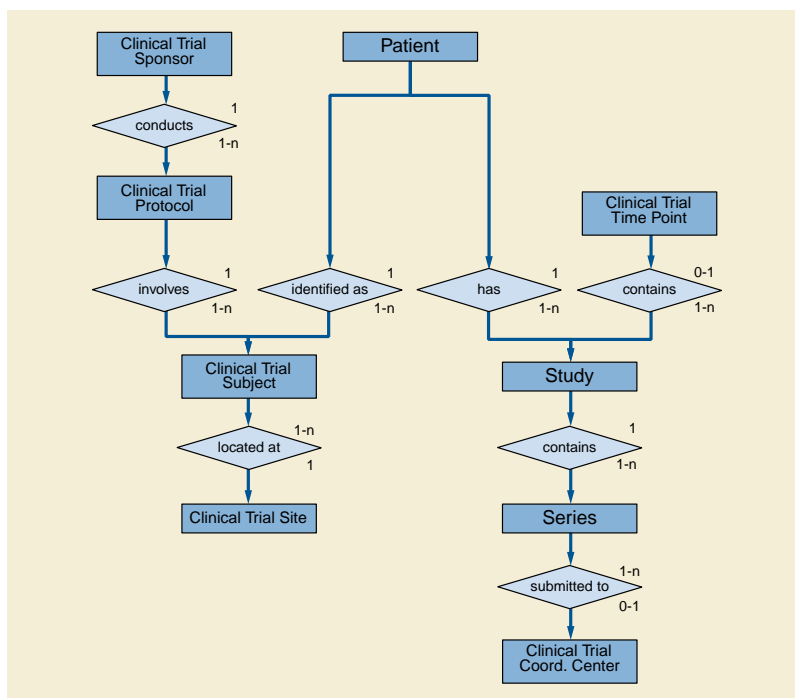 Clinical Trial
Sponsor
Patient
1
conducts
1-n
Clinical Trial
Protocol
Clinical Trial
Time Point
1
1
1
0-1
involves
identified as
has
contains
1-n
1-n
1-n
1-n
Clinical Trial
Subject
Study
1-n
1
located at
contains
1
1-n
Clinical Trial Site
Series
1-n
submitted to
0-1
Clinical Trial
Coord. Center